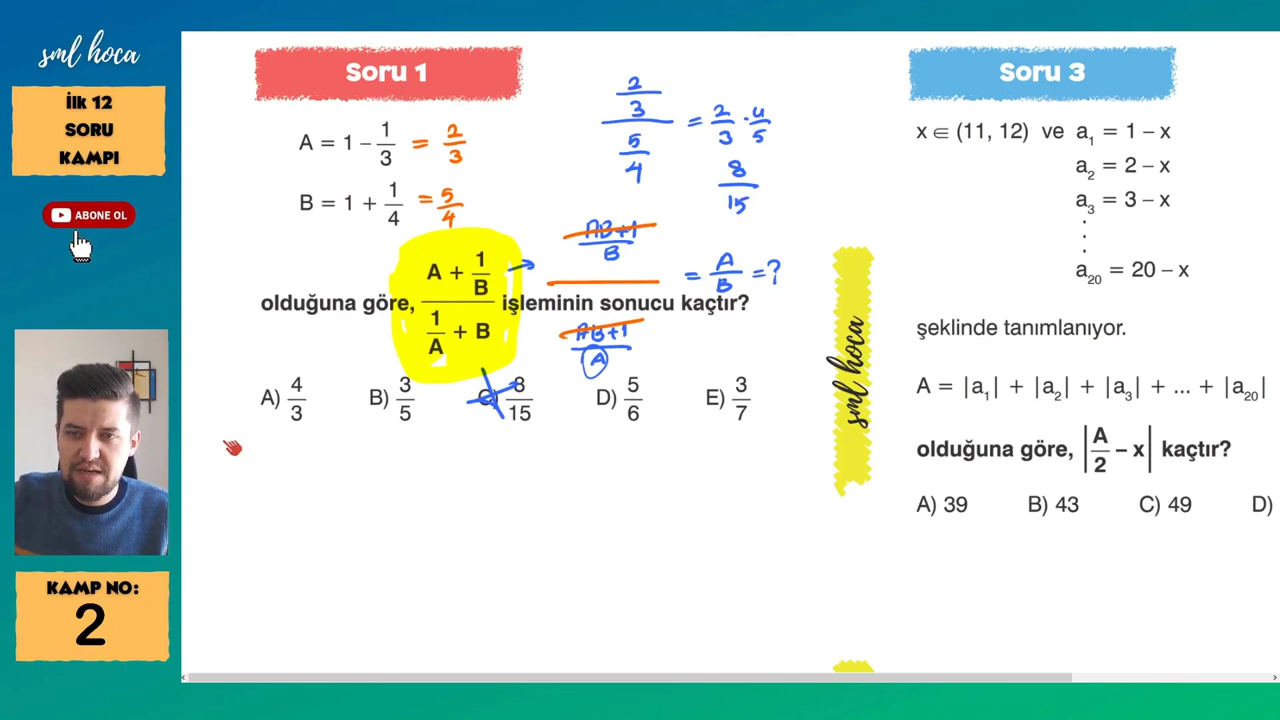 sml hoca
İlk 12
SORU
KAMPI
ABONE OL
KAMP NO:
2
Soru 1
A = 1 – 1/3 = 2/3
B = 1 + 1/4 = 5/4
olduğuna göre, (A + 1/B)/(1/A + B) işleminin sonucu kaçtır?
A) 4/3 B) 3/5 C) 8/15 D) 5/6 E) 3/7
(2/3)/(5/4) = 2/3 · 4/5
8/15
(AB+1/B)/(AB+1/A) = A/B = ?
sml hoca
Soru 3
x ∈ (11, 12) ve a₁ = 1 – x
a₂ = 2 – x
a₃ = 3 – x
⋮
a₂₀ = 20 – x
şeklinde tanımlanıyor.
A = |a₁| + |a₂| + |a₃| + ... + |a₂₀|
olduğuna göre, |A/2 – x| kaçtır?
A) 39 B) 43 C) 49 D)